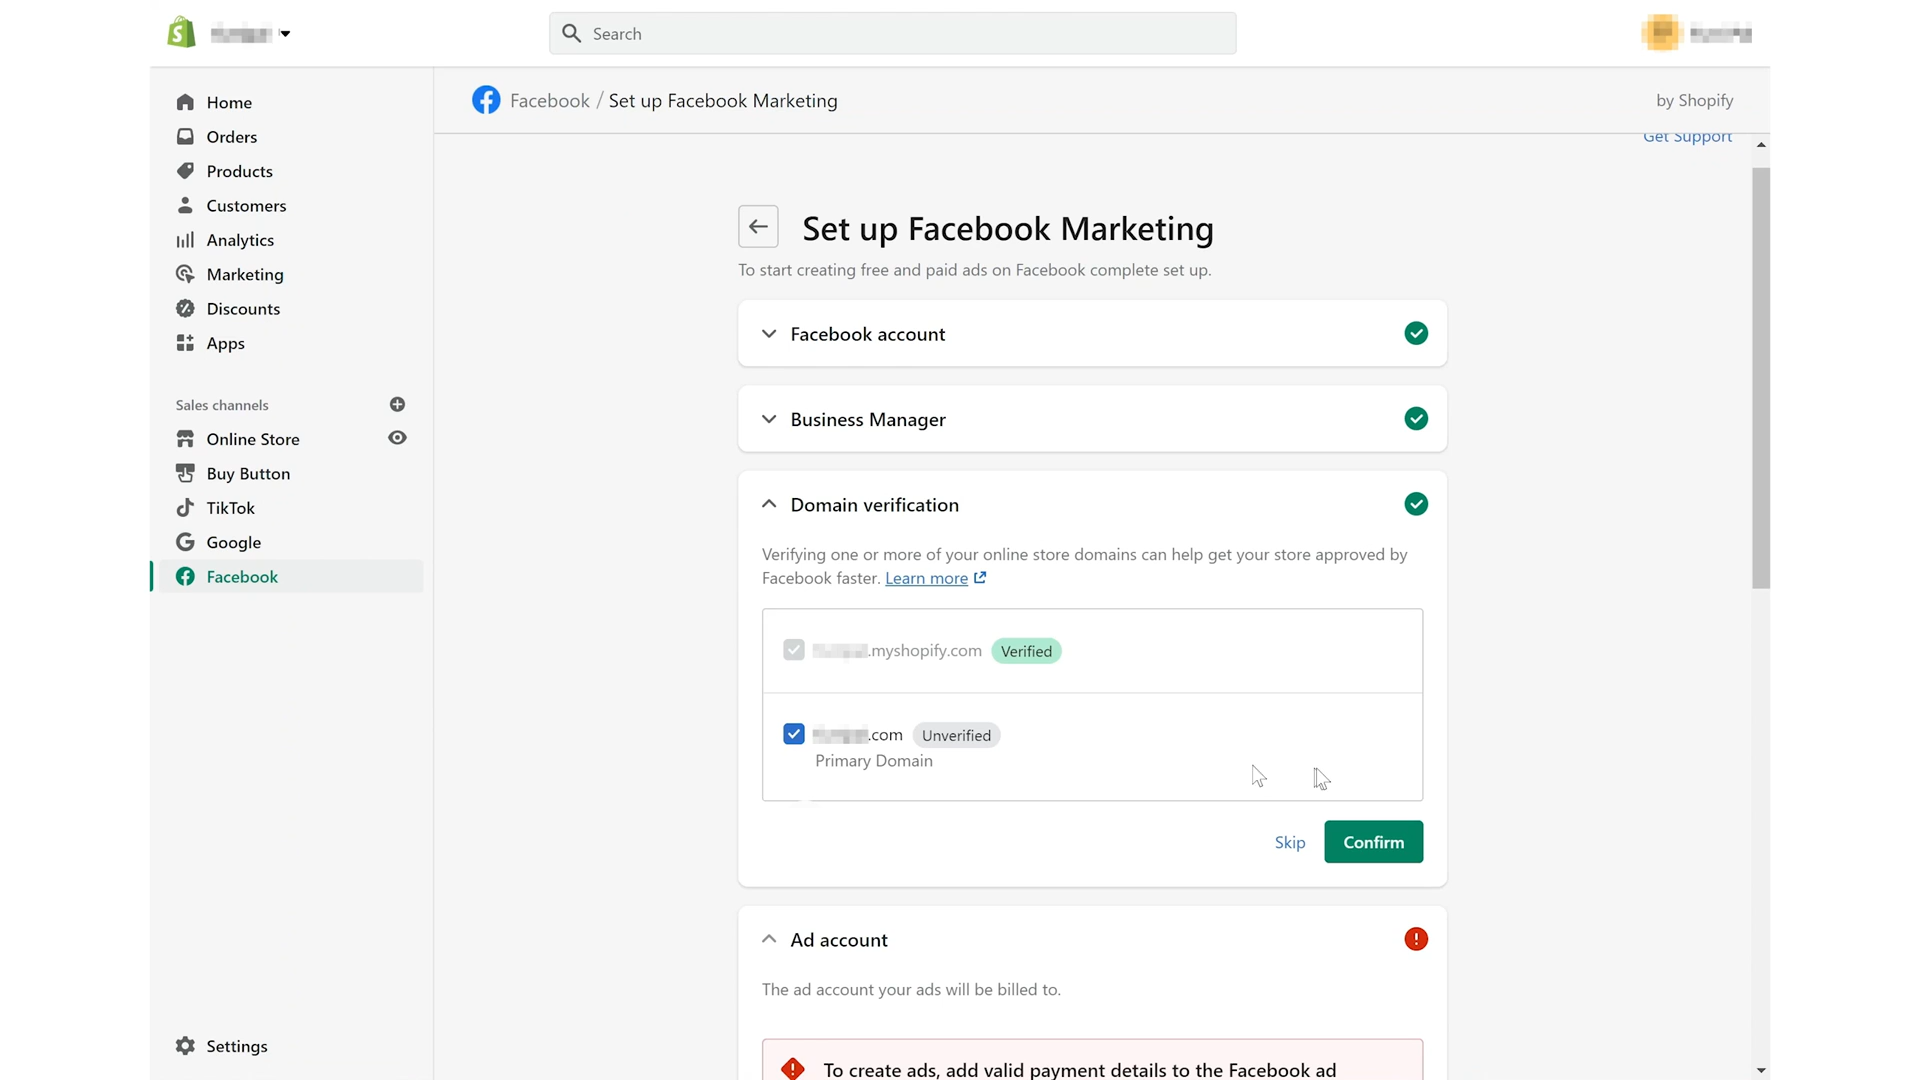 Search
Home
Orders
Products
Customers
Analytics
Marketing
Discounts
Apps
Sales channels
Online Store
Buy Button
TikTok
Google
Facebook
Settings
Facebook / Set up Facebook Marketing
by Shopify
Get Support
Set up Facebook Marketing
To start creating free and paid ads on Facebook complete set up.
Facebook account
Business Manager
Domain verification
Verifying one or more of your online store domains can help get your store approved by
Facebook faster. Learn more
.myshopify.com Verified
.com Unverified
Primary Domain
Skip Confirm
Ad account
The ad account your ads will be billed to.
To create ads, add valid payment details to the Facebook ad